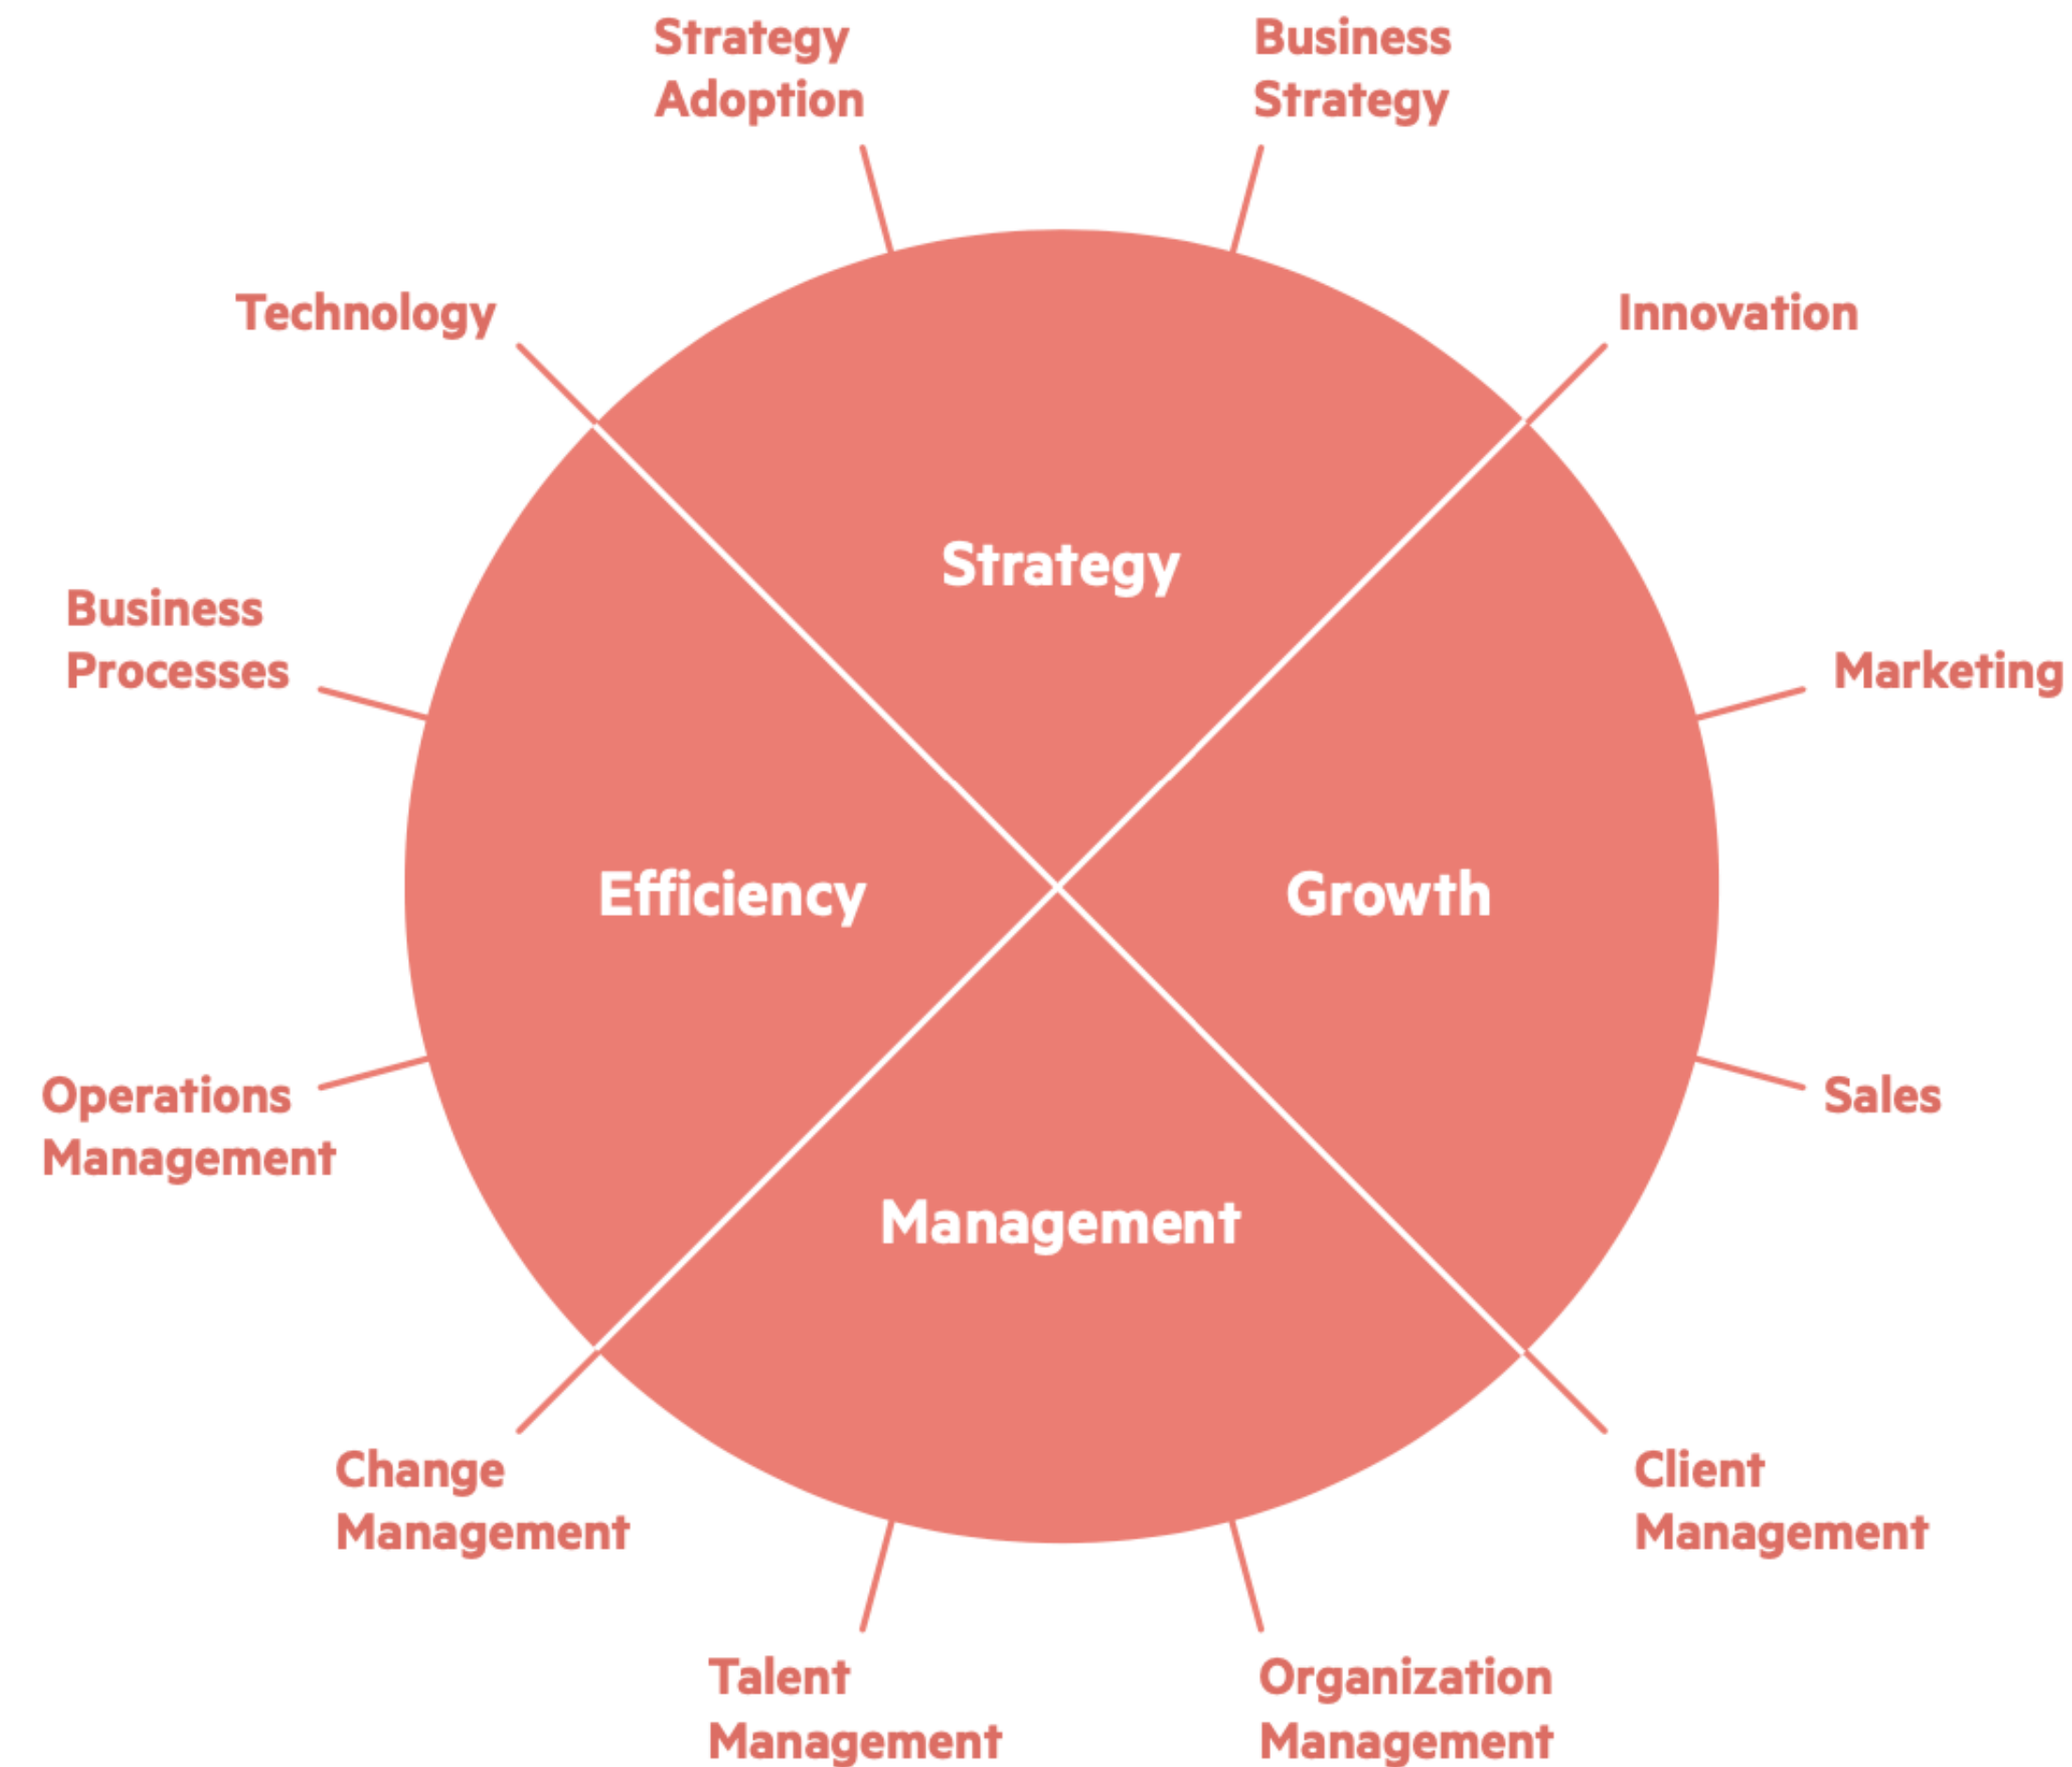 Strategy
Adoption
Business
Strategy
Technology
Innovation
Strategy
Business
Processes
Marketing
Efficiency
Growth
Operations
Management
Sales
Management
Change
Management
Client
Management
Talent
Management
Organization
Management